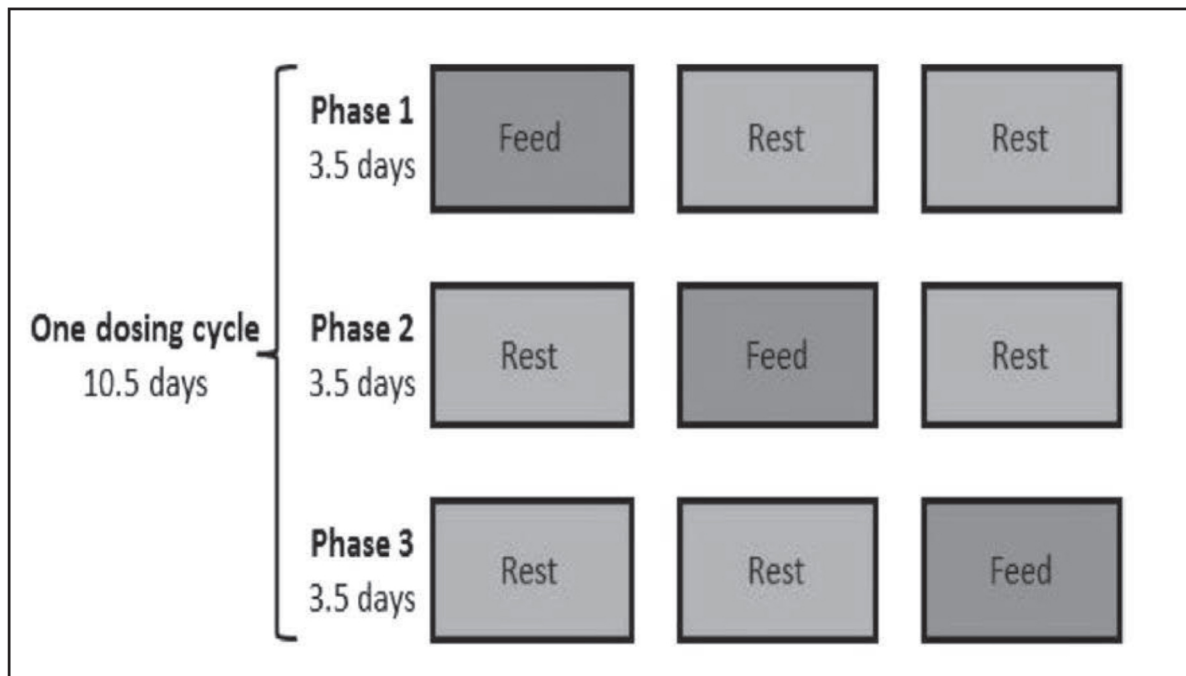 Phase 1
3.5 days
Feed
Rest
Rest
One dosing cycle
10.5 days
Phase 2
3.5 days
Rest
Feed
Rest
Phase 3
3.5 days
Rest
Rest
Feed